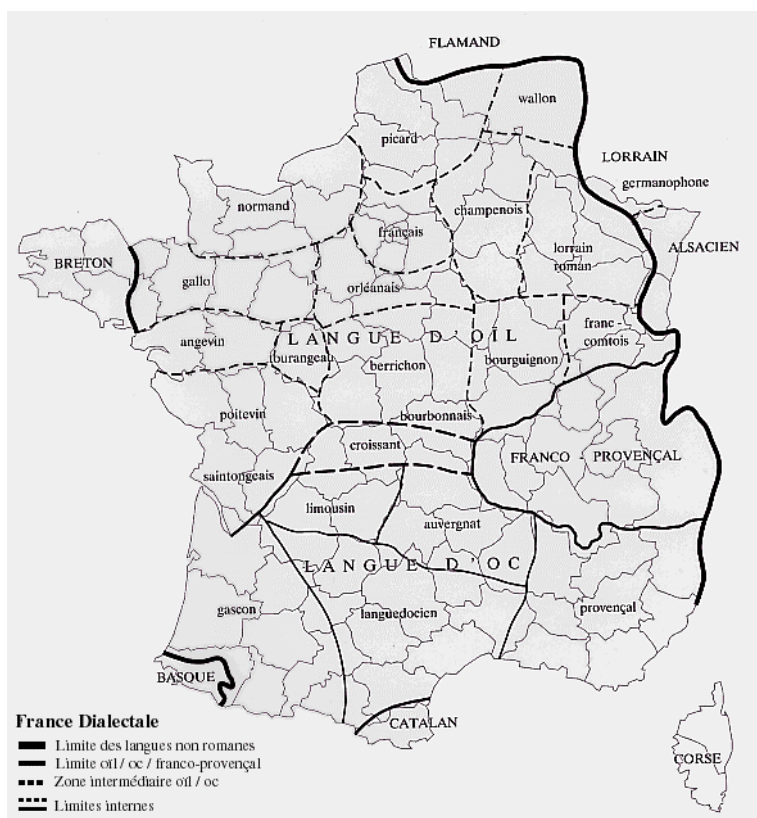 FLAMAND
wallon
picard
LORRAIN
germanophone
normand
champenois
français
ALSACIEN
lorrain
roman
BRETON
gallo
orléanais
franc-
comtois
LANGUE D'OÏL
angevin
tourangeau
berrichon
bourguignon
poitevin
bourbonnais
croissant
FRANCO-PROVENÇAL
saintongeais
limousin
auvergnat
LANGUE D'OC
gascon
languedocien
provençal
BASQUE
CATALAN
CORSE
France Dialectale
Limite des langues non romanes
Limite oïl / oc / franco-provençal
Zone intermédiaire oïl / oc
Limites internes